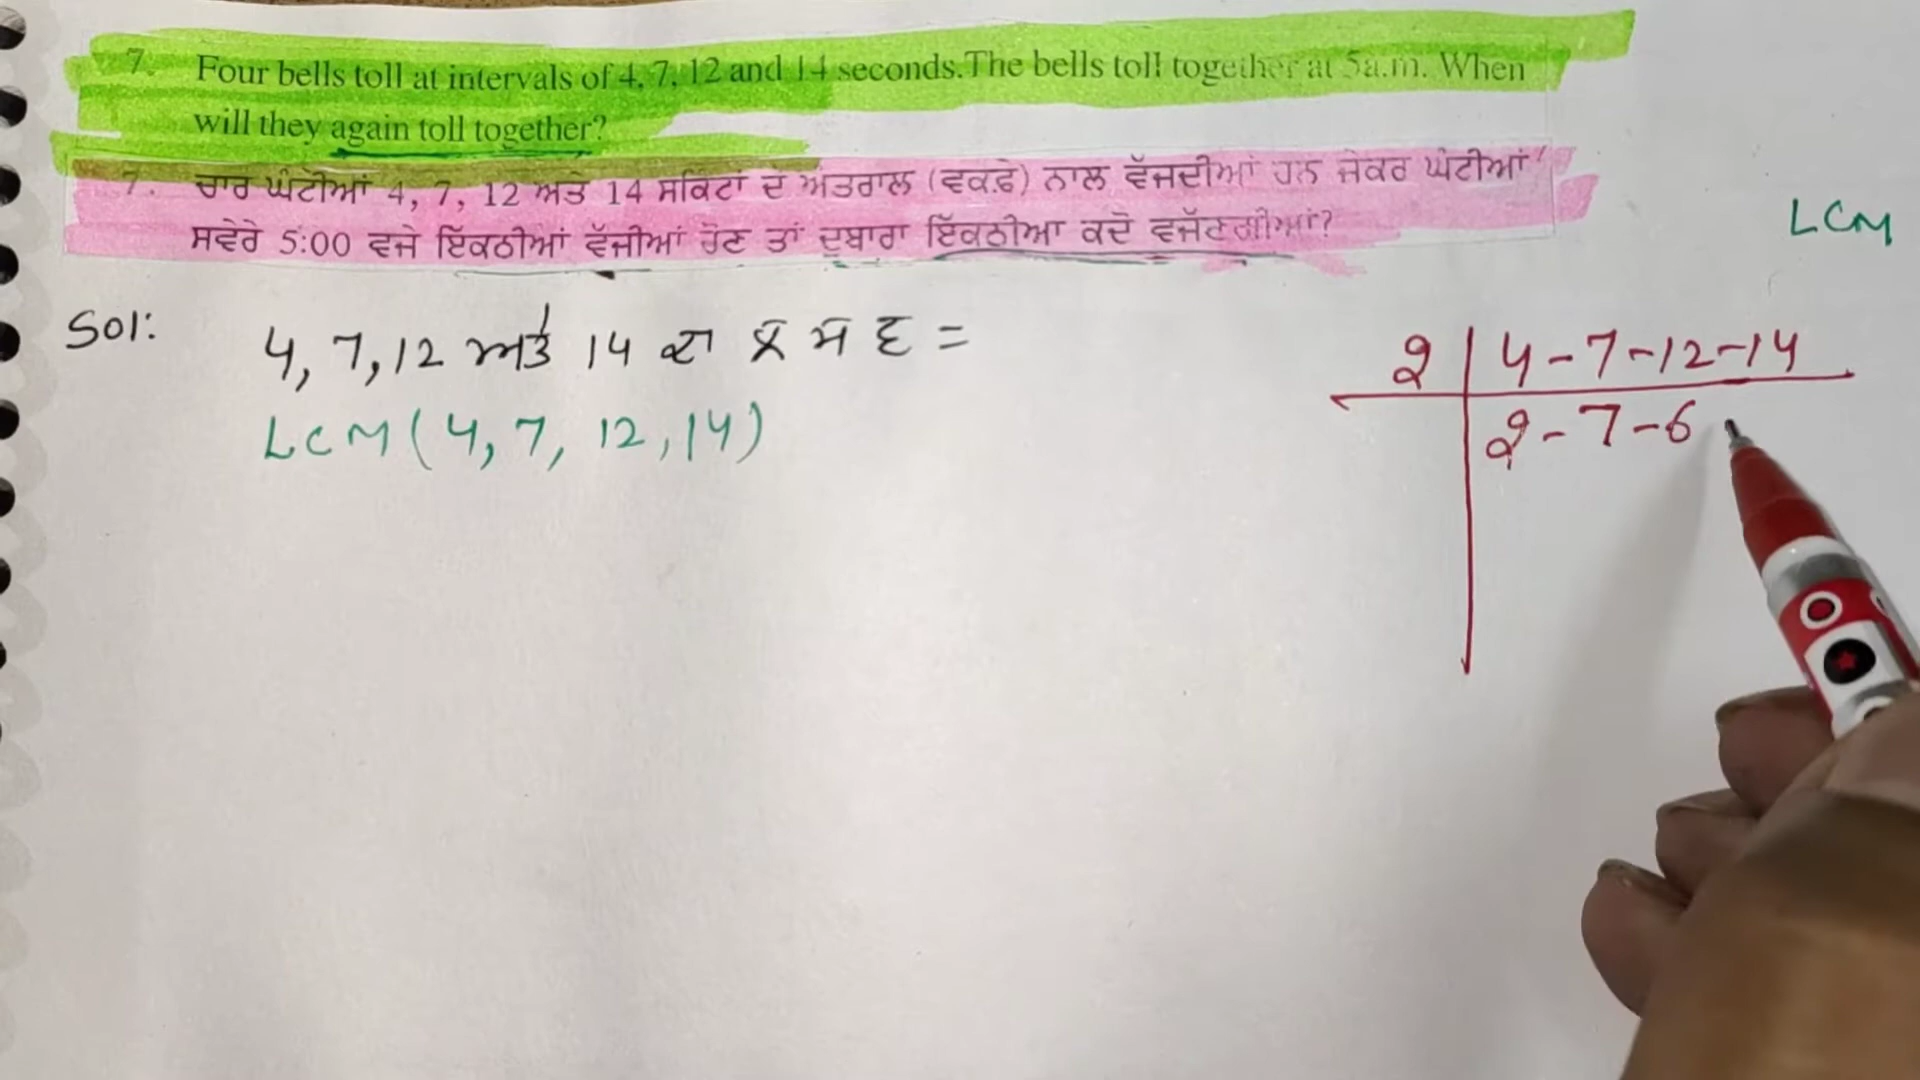 7. Four bells toll at intervals of 4, 7, 12 and 14 seconds.The bells toll together at 5a.m. When
will they again toll together?
7. ਚਾਰ ਘੰਟੀਆਂ 4, 7, 12 ਅਤੇ 14 ਸਕਿਟਾਂ ਦੇ ਅੰਤਰਾਲ (ਵਕਫ਼ੇ) ਨਾਲ ਵੱਜਦੀਆਂ ਹਨ ਜੇਕਰ ਘੰਟੀਆਂ
ਸਵੇਰੇ 5:00 ਵਜੇ ਇੱਕਠੀਆਂ ਵੱਜੀਆਂ ਹੋਣ ਤਾਂ ਦੁਬਾਰਾ ਇੱਕਠੀਆ ਕਦੋ ਵਜੱਣਗੀਆਂ?
LCM
Sol: 4, 7, 12 ਅਤੇ 14 ਦਾ ਲ ਸ ਵ =
LCM (4, 7, 12, 14)
2 | 4 - 7 - 12 - 14
2 - 7 - 6